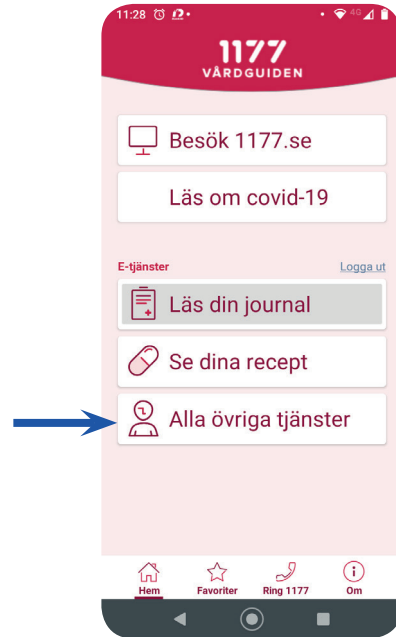 11:28
4G
1177
VÅRDGUIDEN
Besök 1177.se
Läs om covid-19
E-tjänster Logga ut
Läs din journal
Se dina recept
Alla övriga tjänster
Hem Favoriter Ring 1177 Om